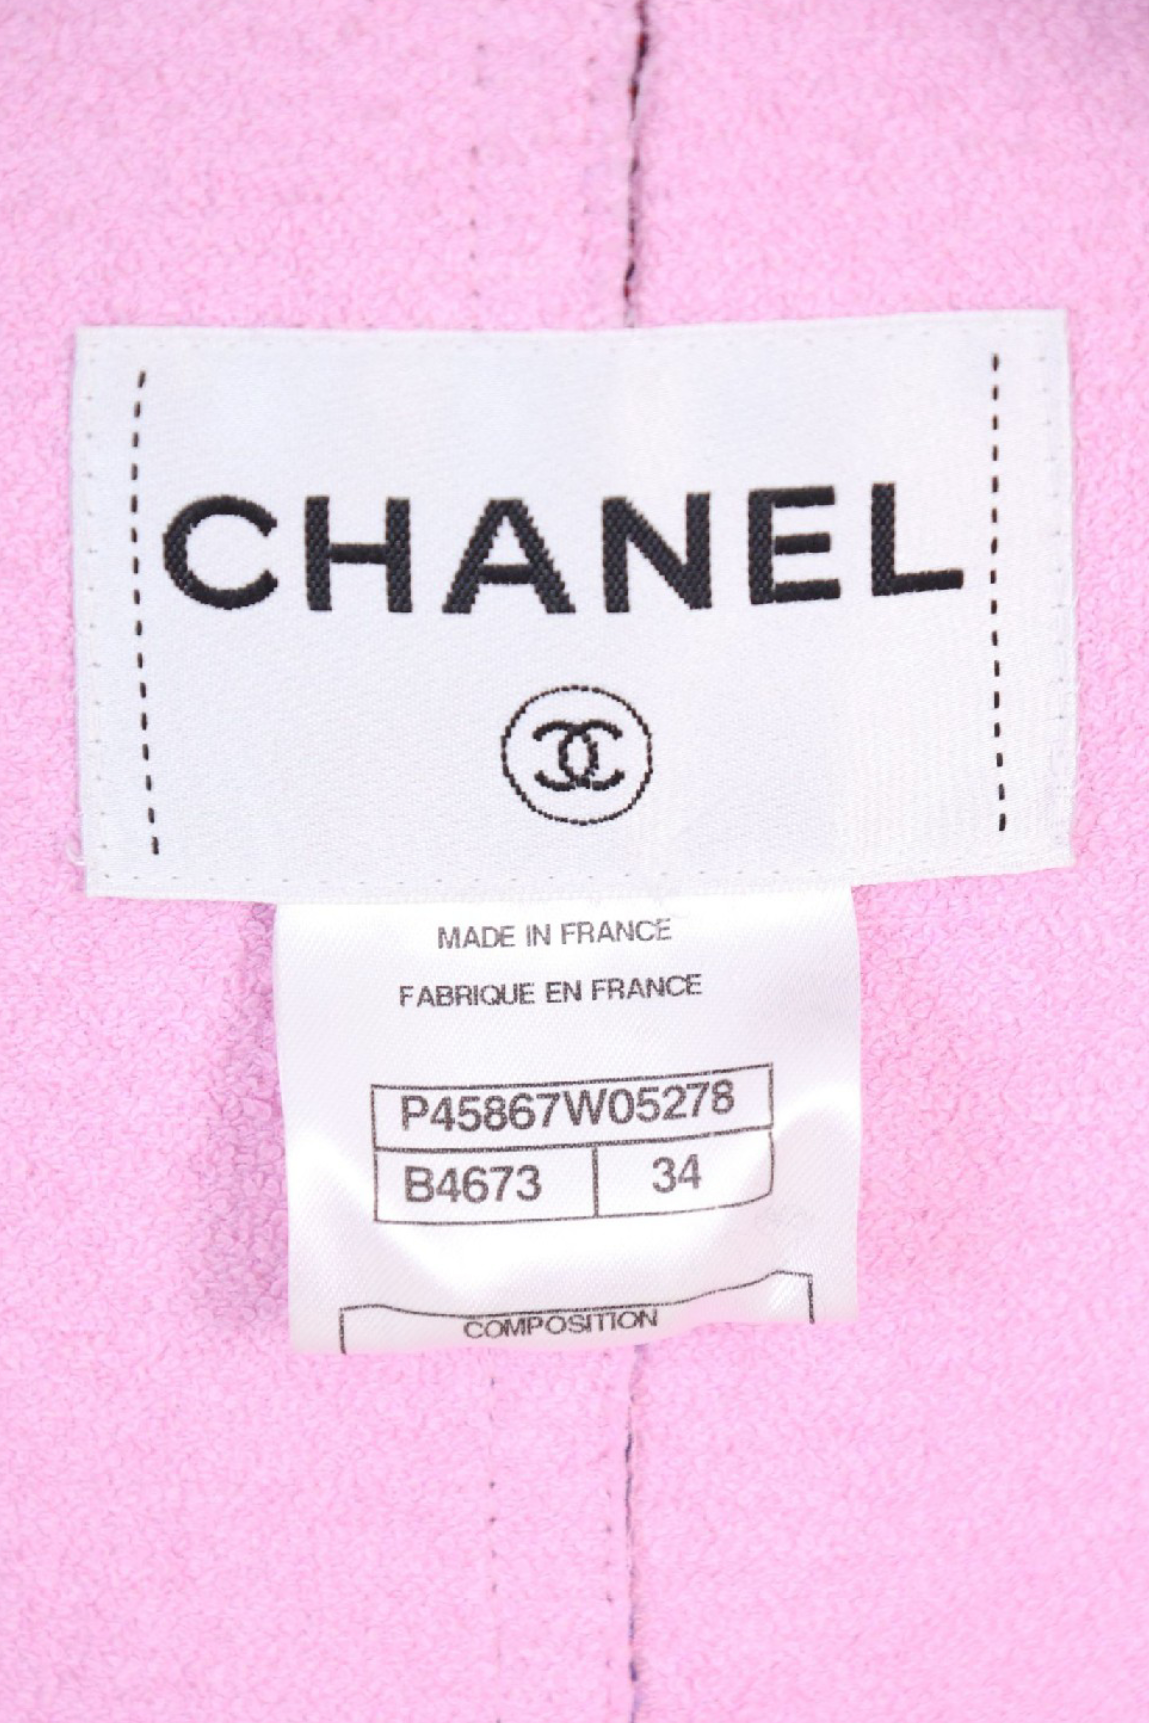 CHANEL
MADE IN FRANCE
FABRIQUE EN FRANCE
P45867W05278
B4673 34
COMPOSITION